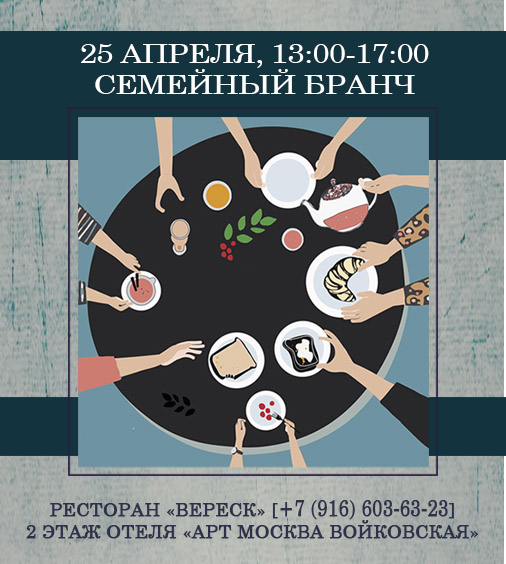 25 АПРЕЛЯ, 13:00-17:00
СЕМЕЙНЫЙ БРАНЧ
РЕСТОРАН «ВЕРЕСК» [+7 (916) 603-63-23]
2 ЭТАЖ ОТЕЛЯ «АРТ МОСКВА ВОЙКОВСКАЯ»